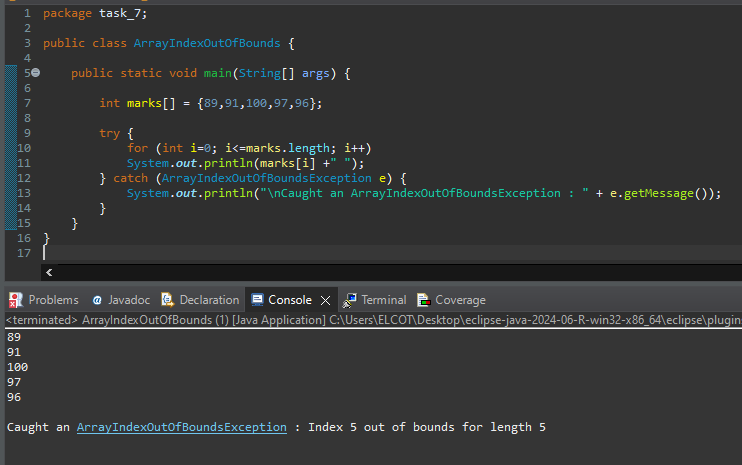 1 package task_7;
2
3 public class ArrayIndexOutOfBounds {
4
5 public static void main(String[] args) {
6
7 int marks[] = {89,91,100,97,96};
8
9 try {
10 for (int i=0; i<=marks.length; i++)
11 System.out.println(marks[i] +" ");
12 } catch (ArrayIndexOutOfBoundsException e) {
13 System.out.println("\nCaught an ArrayIndexOutOfBoundsException : " + e.getMessage());
14 }
15 }
16 }
17
Problems @ Javadoc Declaration Console Terminal Coverage
<terminated> ArrayIndexOutOfBounds (1) [Java Application] C:\Users\ELCOT\Desktop\eclipse-java-2024-06-R-win32-x86_64\eclipse\plugin
89
91
100
97
96
Caught an ArrayIndexOutOfBoundsException : Index 5 out of bounds for length 5